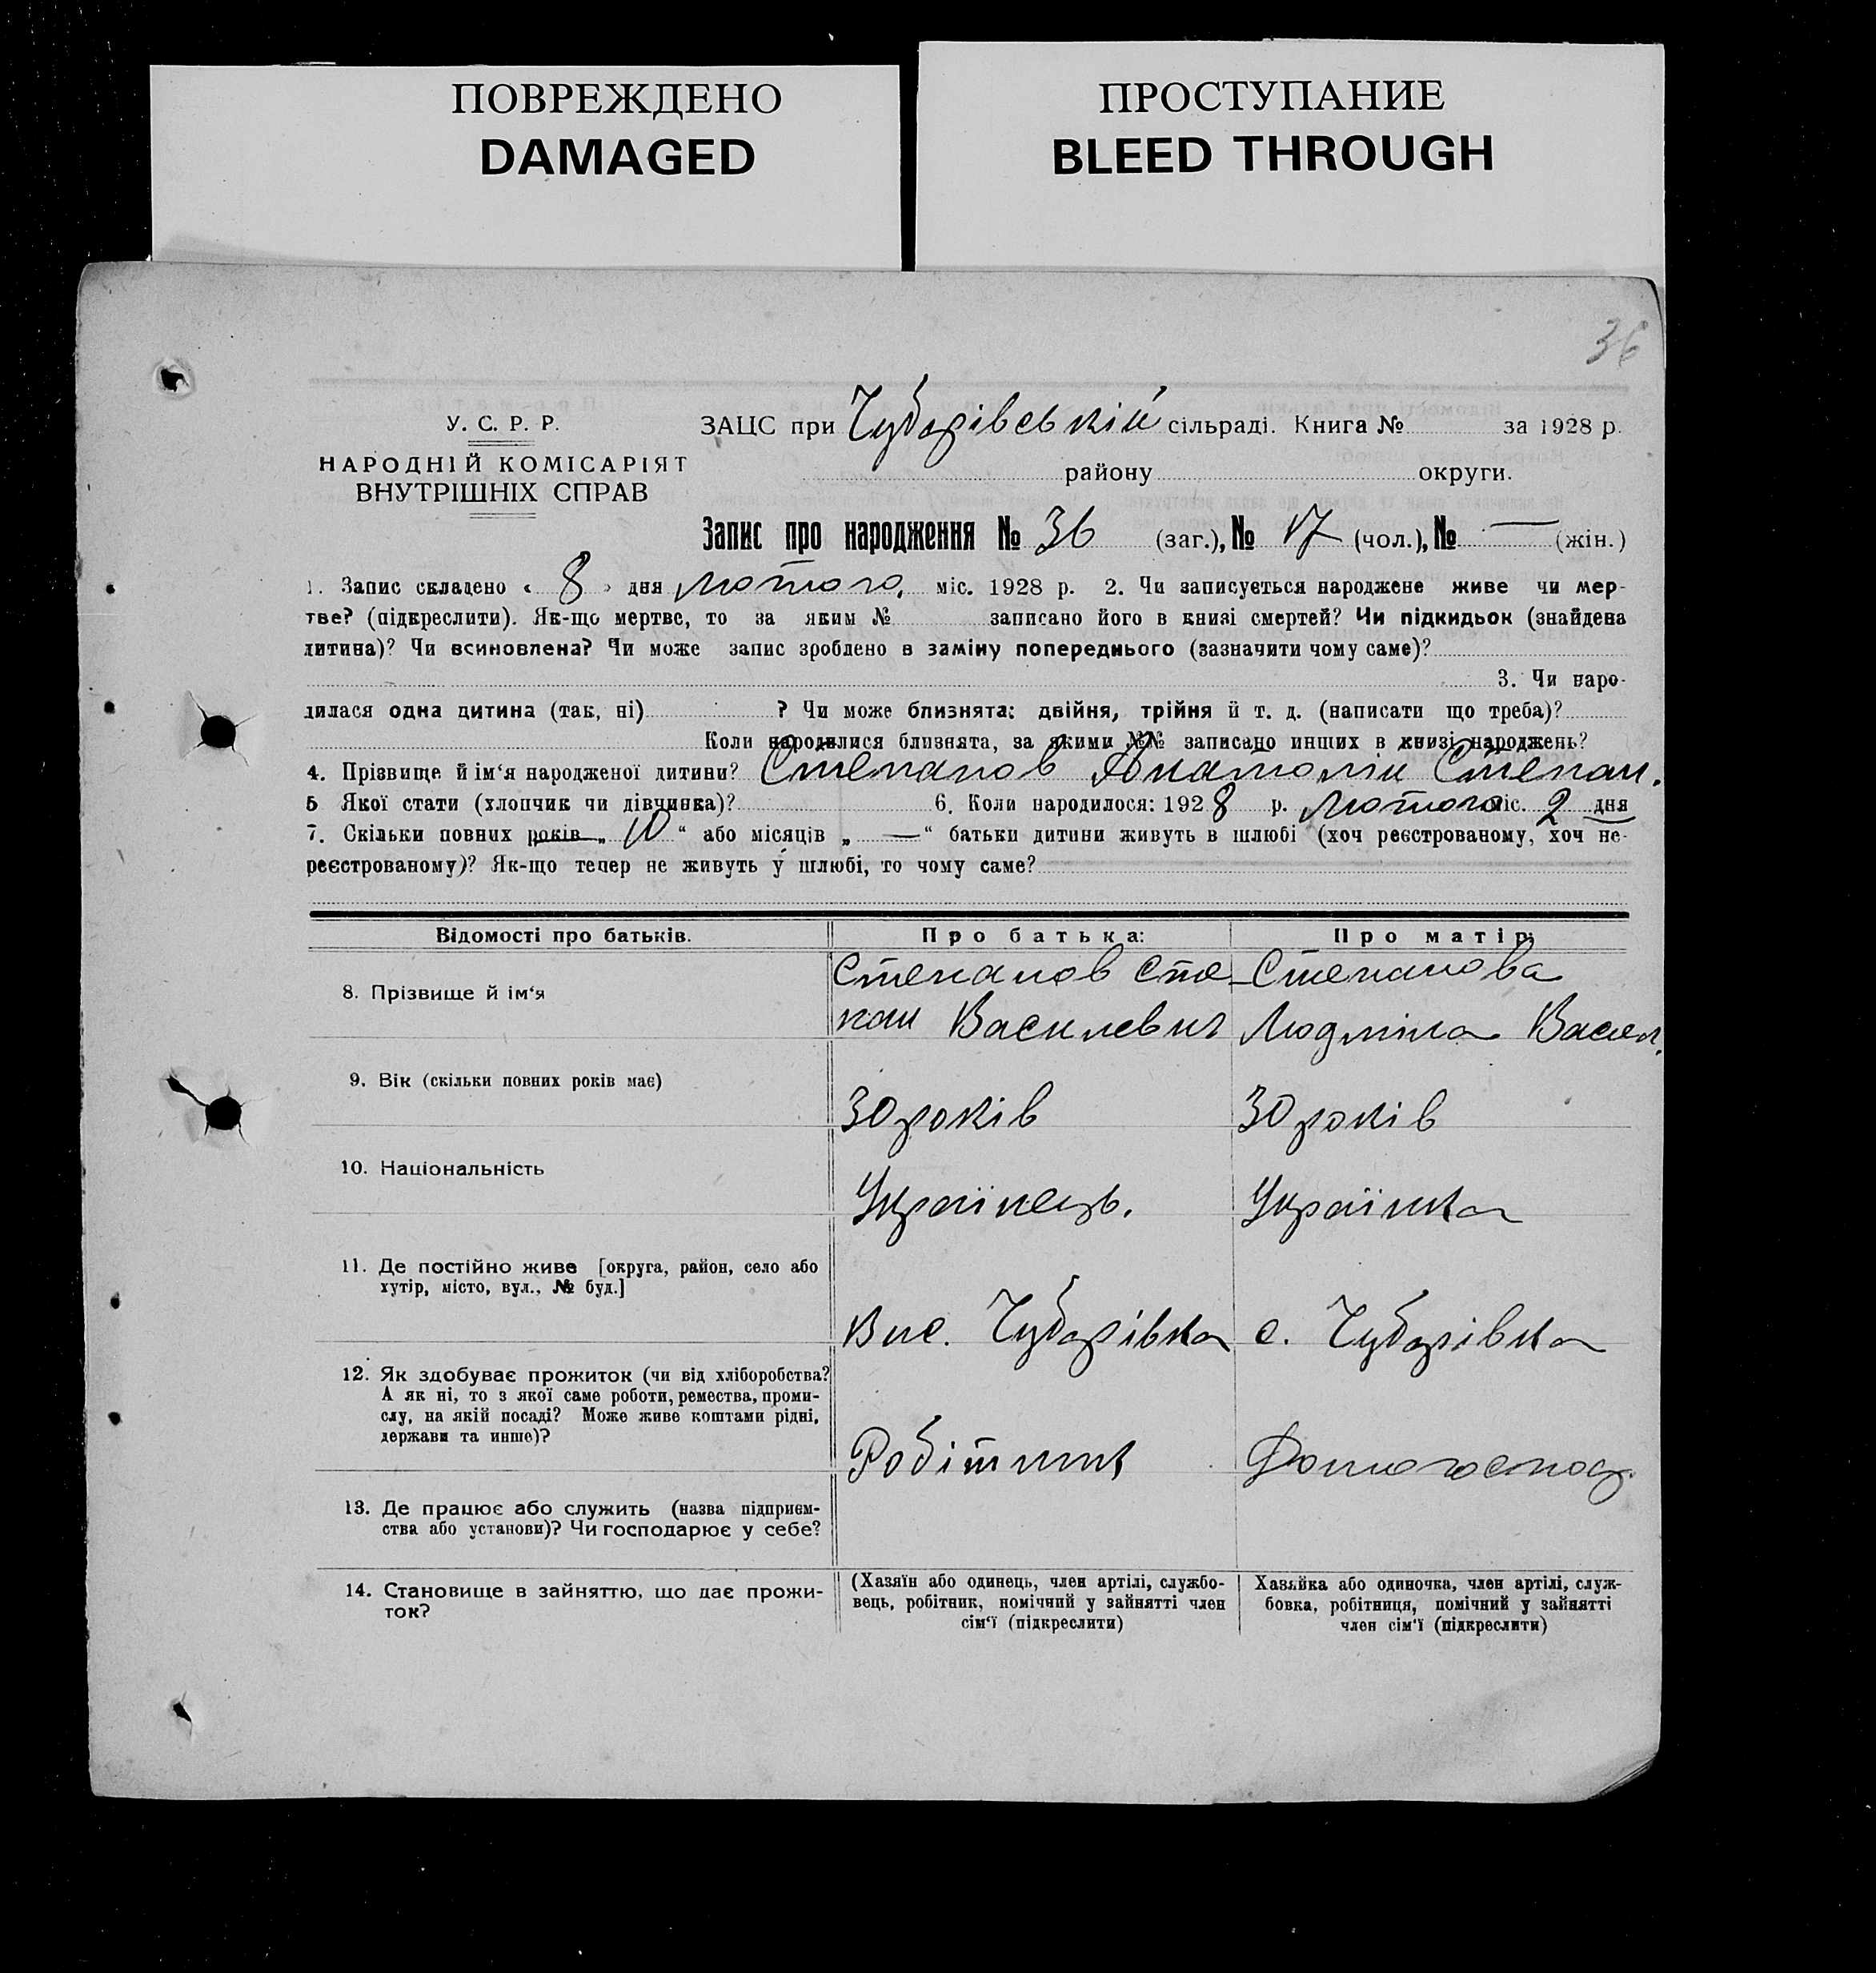 ПОВРЕЖДЕНО
DAMAGED
ПРОСТУПАНИЕ
BLEED THROUGH
36
У. С. Р. Р.
НАРОДНІЙ КОМІСАРІЯТ
ВНУТРІШНІХ СПРАВ
ЗАЦС при Чубарівській сільраді. Книга № за 1928 р.
району округи.
Запис про народження № 36 (заг.), № 17 (чол.), № — (жін.)
1. Запис складено « 8 » дня лютого. міс. 1928 р. 2. Чи записується народжене живе чи мер-
тве? (підкреслити). Як-що мертве, то за яким № записано його в книзі смертей? Чи підкидьок (знайдена
дитина)? Чи всиновлена? Чи може запис зроблено в заміну попереднього (зазначити чому саме)?
3. Чи наро-
дилася одна дитина (так, ні) ? Чи може близнята: двійня, трійня й т. д. (написати що треба)?
Коли народилися близнята, за якими №№ записано инших в книзі народжень?
4. Прізвище й ім‘я народженої дитини? Степанов Анатолій Степан.
5 Якої стати (хлопчик чи дівчинка)? 6. Коли народилося: 1928 р. Лютого міс. 2 дня
7. Скільки повних років „ 10 “ або місяців „ — “ батьки дитини живуть в шлюбі (хоч реєстрованому, хоч не-
реєстрованому)? Як-що тепер не живуть у шлюбі, то чому саме?
Відомості про батьків. Про батька: Про матір:
8. Прізвище й ім‘я
Степанов Сте- Степанова
пан Василевич Людміла Васил.
9. Вік (скільки повних років має)
30 років 30 років
10. Національність
Українець. Українка
11. Де постійно живе [округа, район, село або
хутір, місто, вул., № буд.]
Вис. Чубарівка с. Чубарівка
12. Як здобуває прожиток (чи від хліборобства?
А як ні, то з якої саме роботи, ремества, проми-
слу, на якій посаді? Може живе коштами рідні,
держави та инше)?
Робітник Домогоспод.
13. Де працює або служить (назва підприєм-
ства або установи)? Чи господарює у себе?
14. Становище в зайняттю, що дає прожи-
ток?
(Хазяїн або одинець, член артілі, службо-
вець, робітник, помічний у зайнятті член
сім‘ї (підкреслити)
Хазяйка або одиночка, член артілі, служ-
бовка, робітниця, помічний у зайнятті
член сім‘ї (підкреслити)